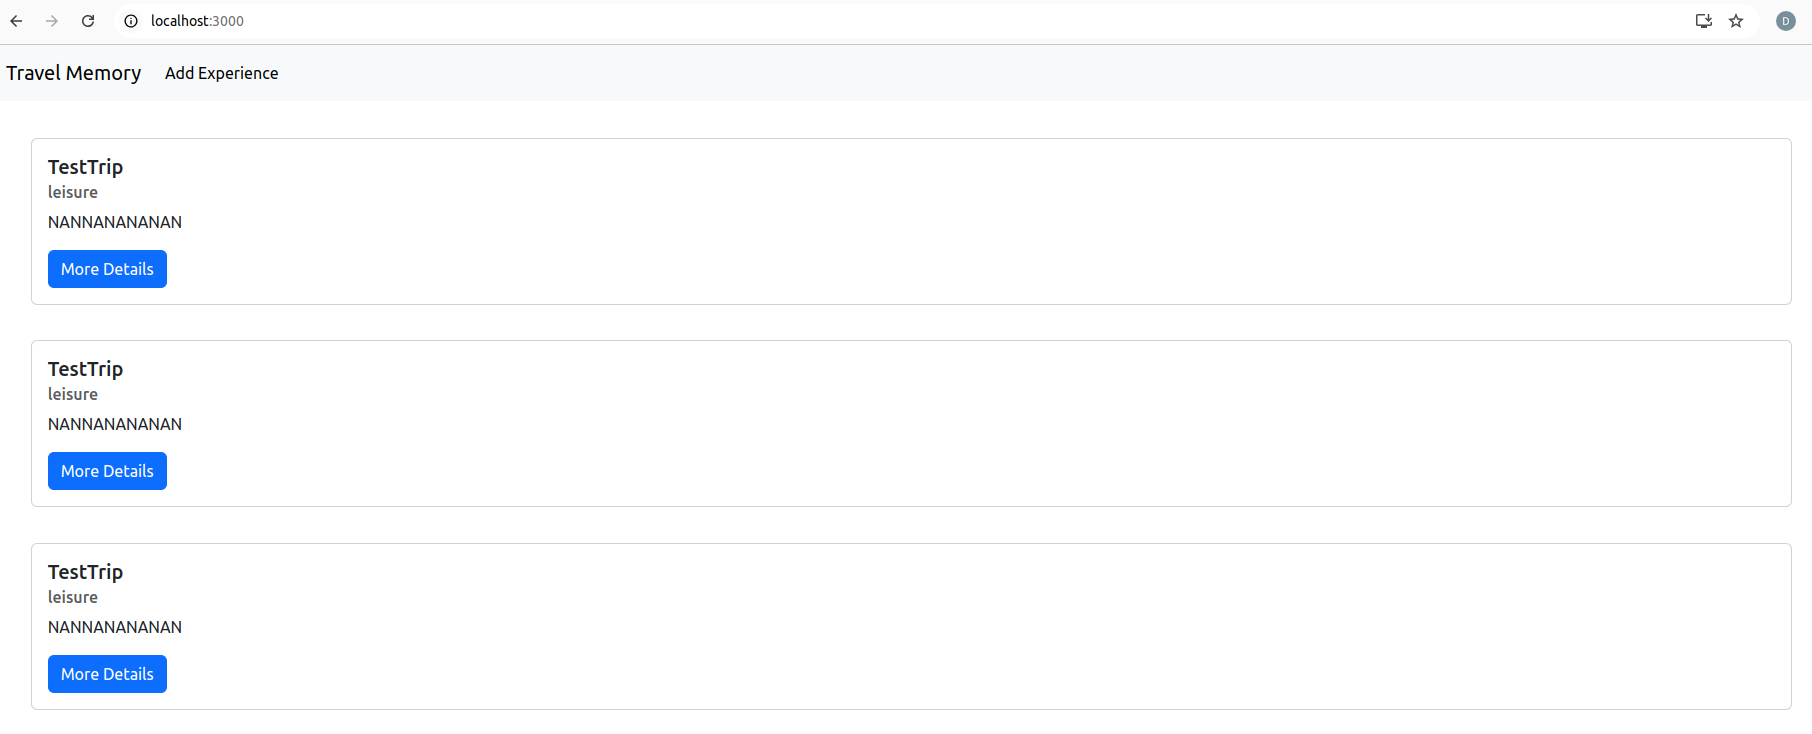 localhost:3000
D
Travel Memory Add Experience
TestTrip
leisure
NANNANANANAN
More Details
TestTrip
leisure
NANNANANANAN
More Details
TestTrip
leisure
NANNANANANAN
More Details